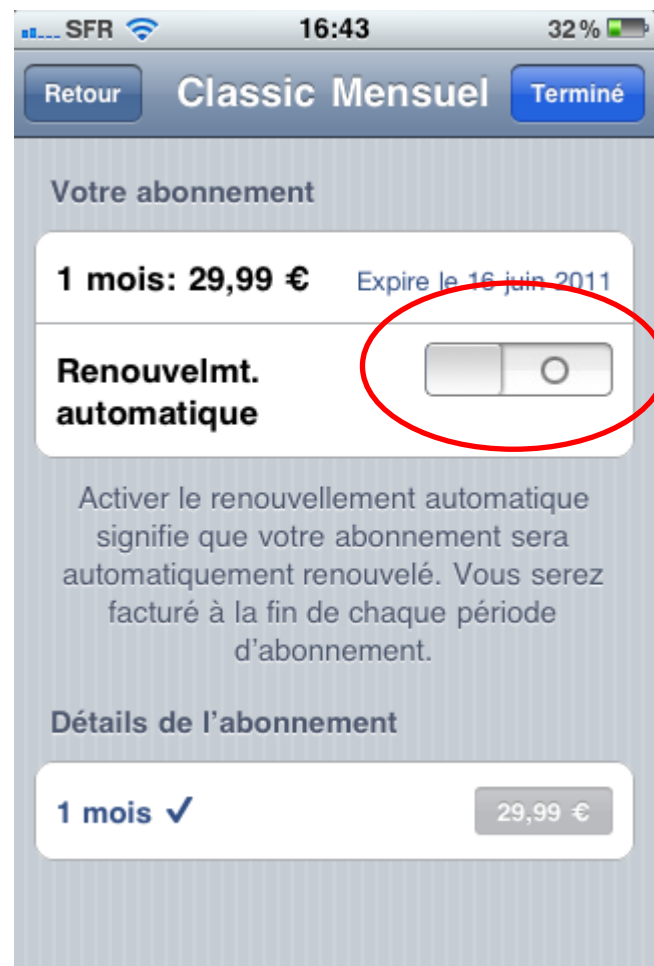 SFR 16:43 32 %
Retour Classic Mensuel Terminé
Votre abonnement
1 mois: 29,99 € Expire le 16 juin 2011
Renouvelmt.
automatique
Activer le renouvellement automatique
signifie que votre abonnement sera
automatiquement renouvelé. Vous serez
facturé à la fin de chaque période
d’abonnement.
Détails de l’abonnement
1 mois ✓ 29,99 €